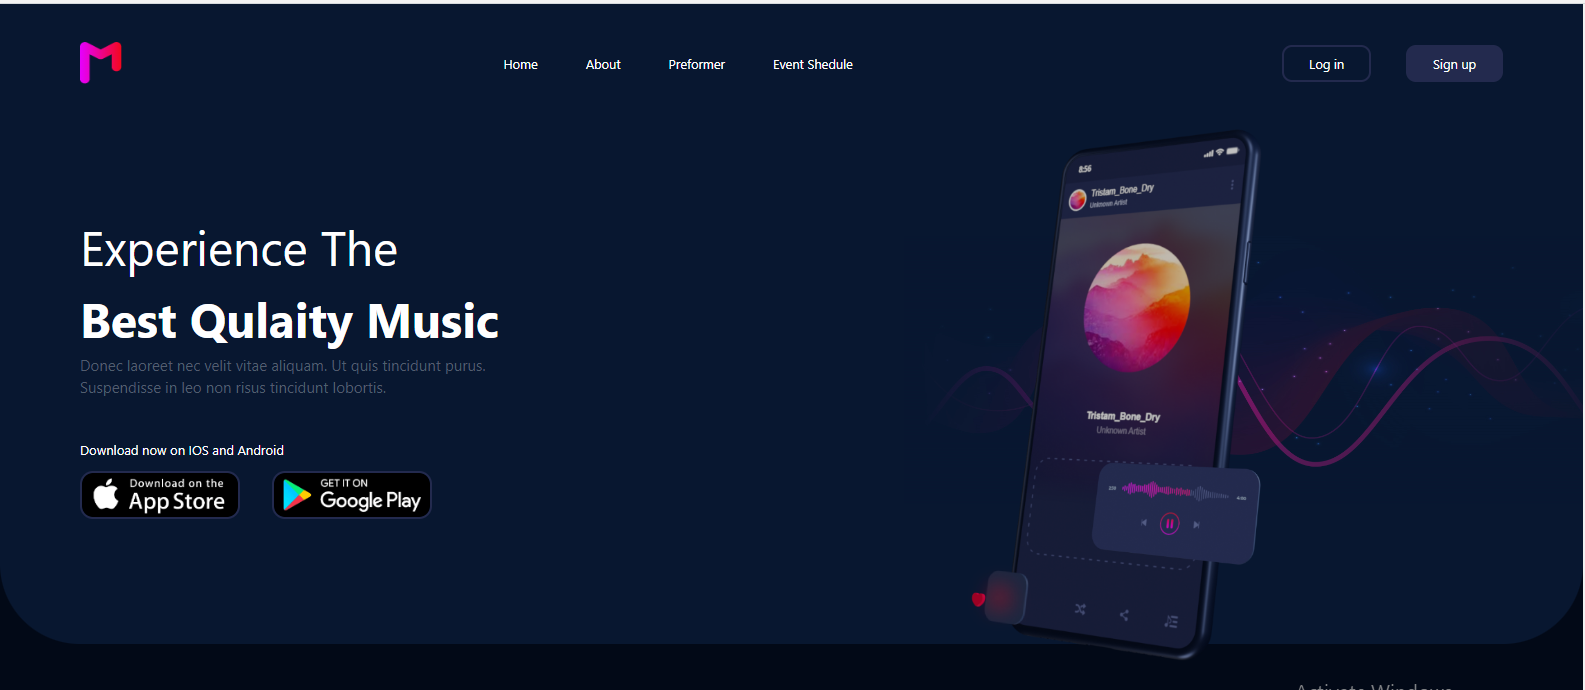 Home About Preformer Event Shedule Log in Sign up
8:56
Tristam_Bone_Dry
Unknown Artist
Experience The
Best Qulaity Music
Donec laoreet nec velit vitae aliquam. Ut quis tincidunt purus.
Suspendisse in leo non risus tincidunt lobortis.
Tristam_Bone_Dry
Unknown Artist
Download now on IOS and Android
Download on the
App Store
GET IT ON
Google Play
Activate Windows